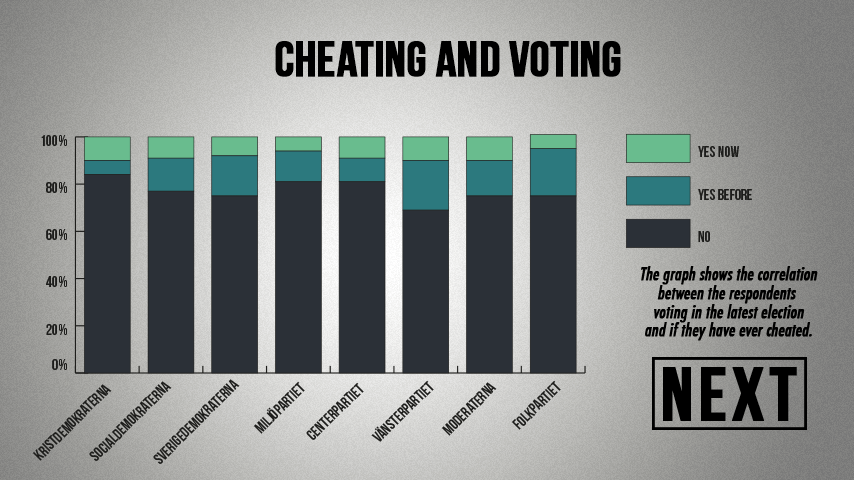 CHEATING AND VOTING
100%
80%
60%
40%
20%
0%
KRISTDEMOKRATERNA
SOCIALDEMOKRATERNA
SVERIGEDEMOKRATERNA
MILJÖPARTIET
CENTERPARTIET
VÄNSTERPARTIET
MODERATERNA
FOLKPARTIET
YES NOW
YES BEFORE
NO
The graph shows the correlation
between the respondents
voting in the latest election
and if they have ever cheated.
NEXT